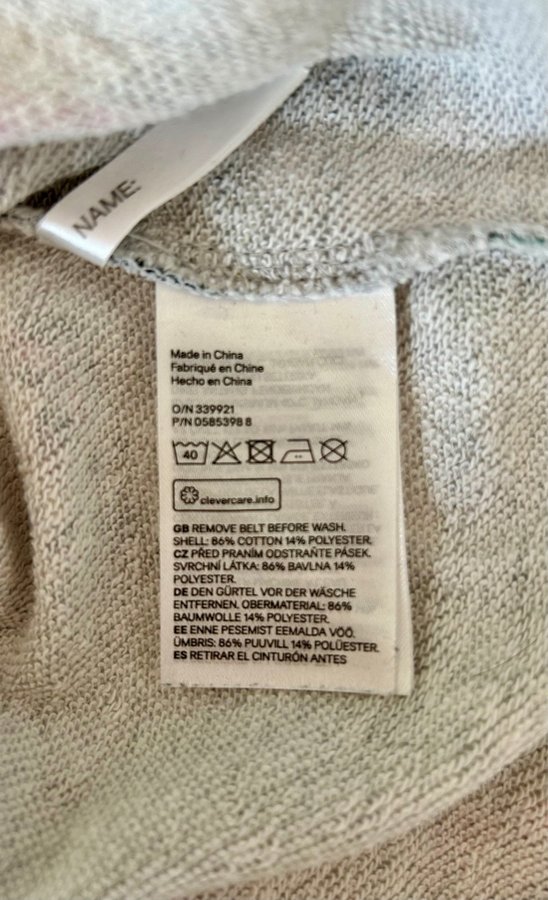 NAME:
Made in China
Fabriqué en Chine
Hecho en China
O/N 339921
P/N 0585398 8
40
clevercare.info
GB REMOVE BELT BEFORE WASH.
SHELL: 86% COTTON 14% POLYESTER,
CZ PŘED PRANÍM ODSTRAŇTE PÁSEK.
SVRCHNÍ LÁTKA: 86% BAVLNA 14%
POLYESTER.
DE DEN GÜRTEL VOR DER WÄSCHE
ENTFERNEN. OBERMATERIAL: 86%
BAUMWOLLE 14% POLYESTER.
EE ENNE PESEMIST EEMALDA VÖÖ.
ÜMBRIS: 86% PUUVILL 14% POLÜESTER.
ES RETIRAR EL CINTURÓN ANTES